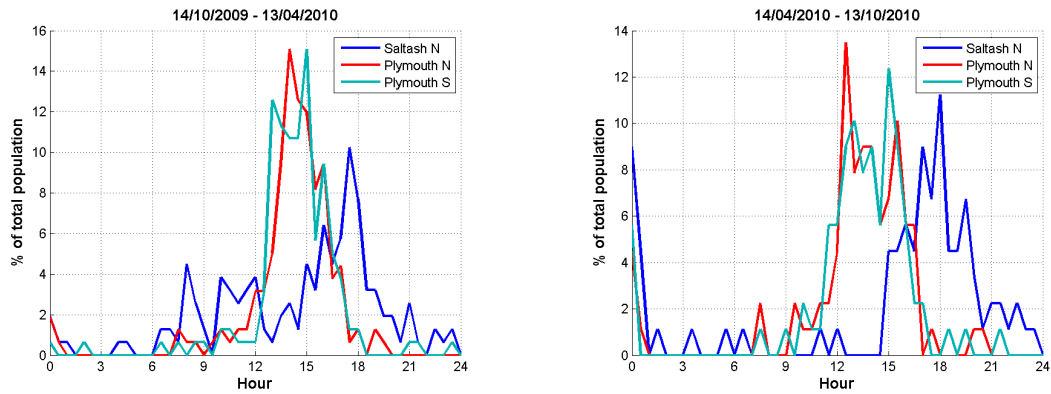 14/10/2009 - 13/04/2010
% of total population
16
14
12
10
8
6
4
2
0
Saltash N
Plymouth N
Plymouth S
0 3 6 9 12 15 18 21 24
Hour
14/04/2010 - 13/10/2010
% of total population
14
12
10
8
6
4
2
0
Saltash N
Plymouth N
Plymouth S
0 3 6 9 12 15 18 21 24
Hour